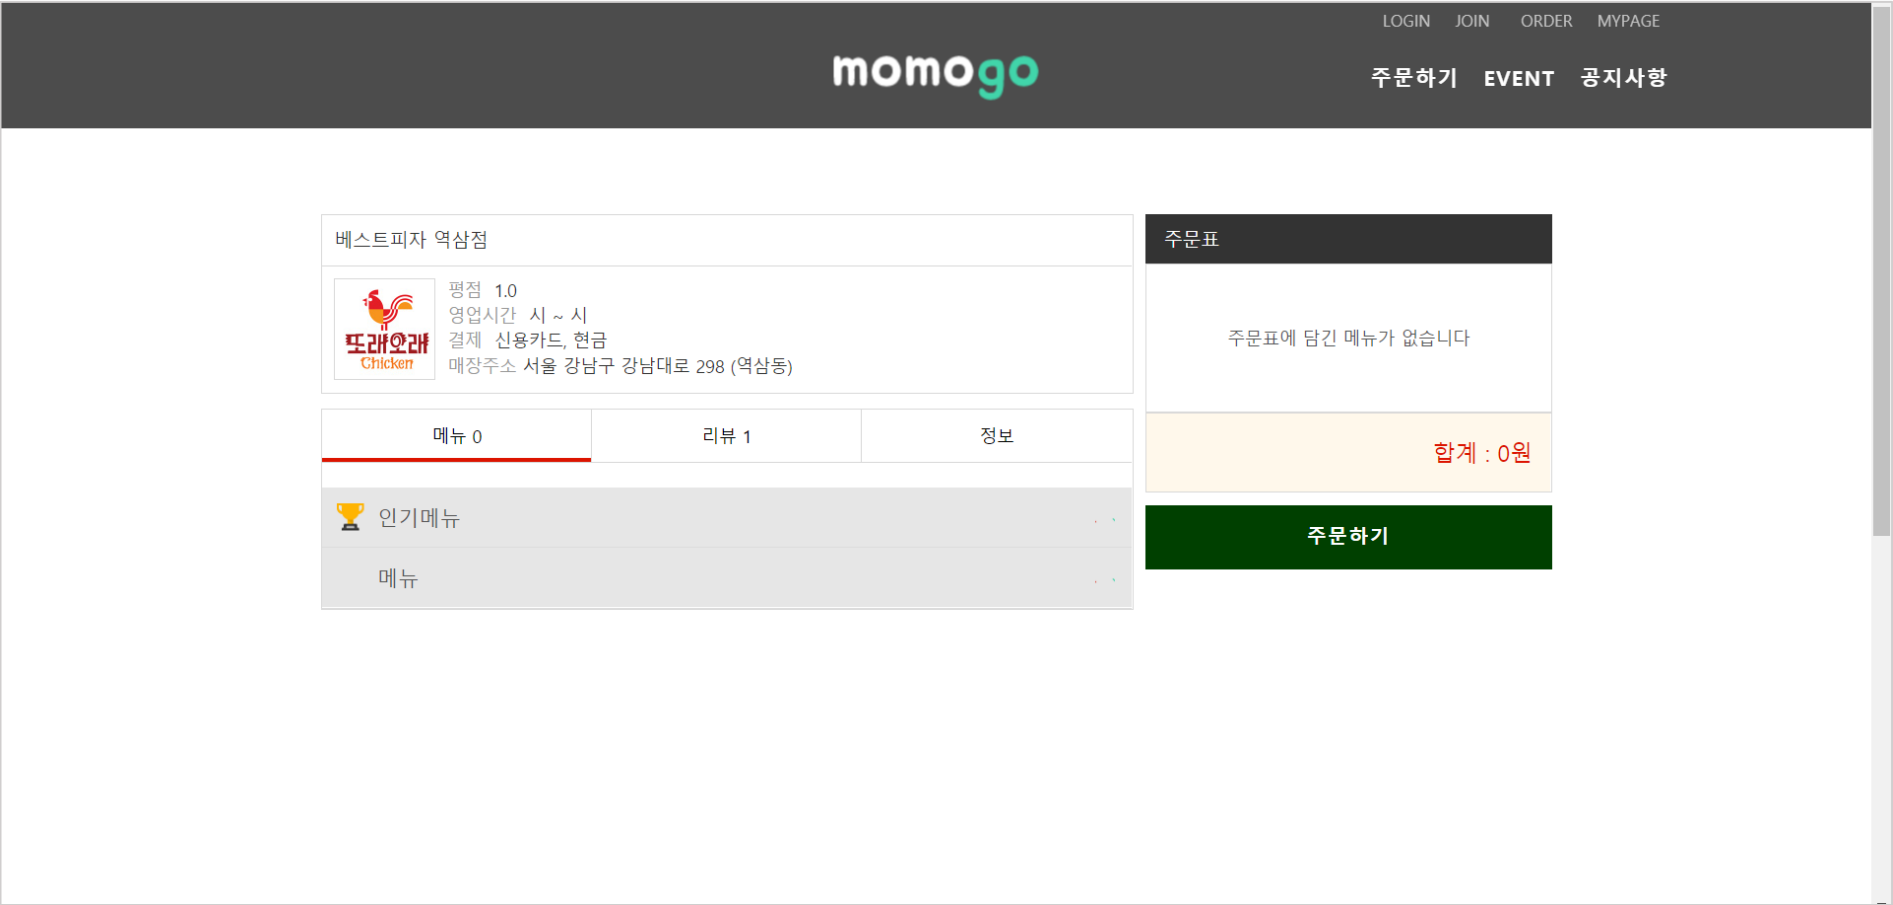 LOGIN JOIN ORDER MYPAGE
momogo
주문하기 EVENT 공지사항
베스트피자 역삼점
또래오래
Chicken
평점 1.0
영업시간 시 ~ 시
결제 신용카드, 현금
매장주소 서울 강남구 강남대로 298 (역삼동)
메뉴 0 리뷰 1 정보
인기메뉴
메뉴
주문표
주문표에 담긴 메뉴가 없습니다
합계 : 0원
주문하기